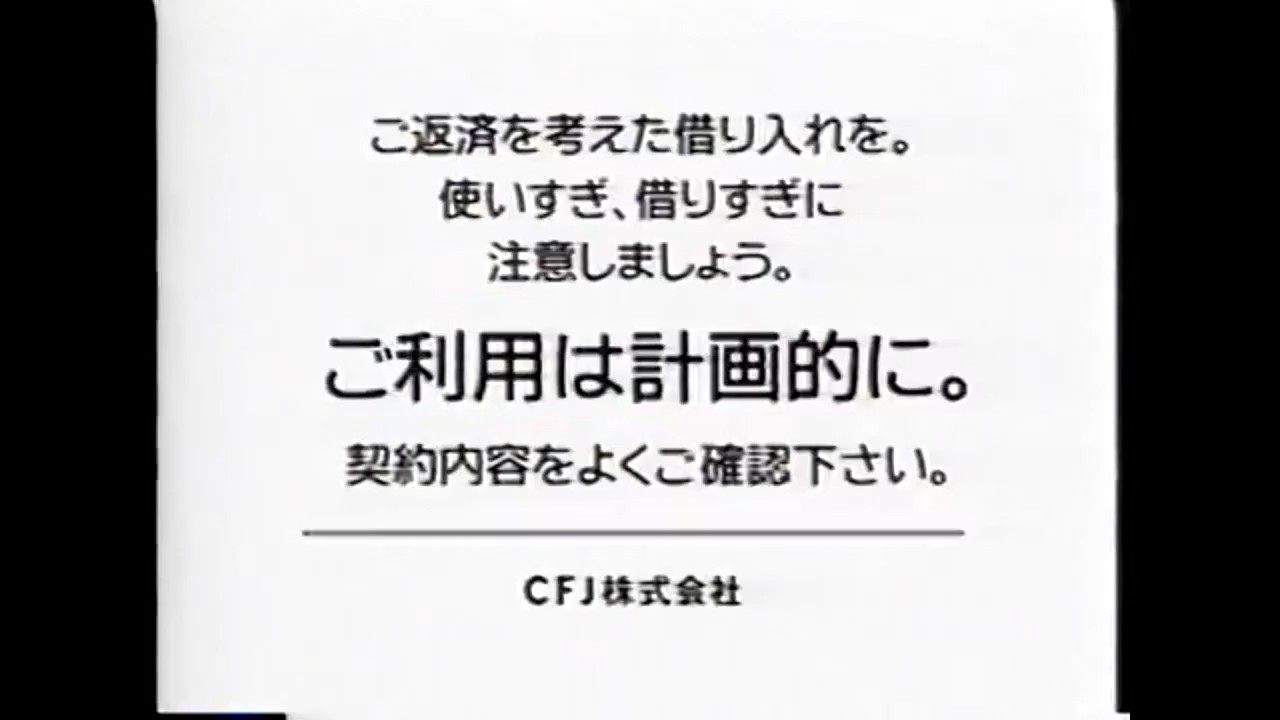 ご返済を考えた借り入れを。
使いすぎ、借りすぎに
注意しましょう。
ご利用は計画的に。
契約内容をよくご確認下さい。
CFJ株式会社